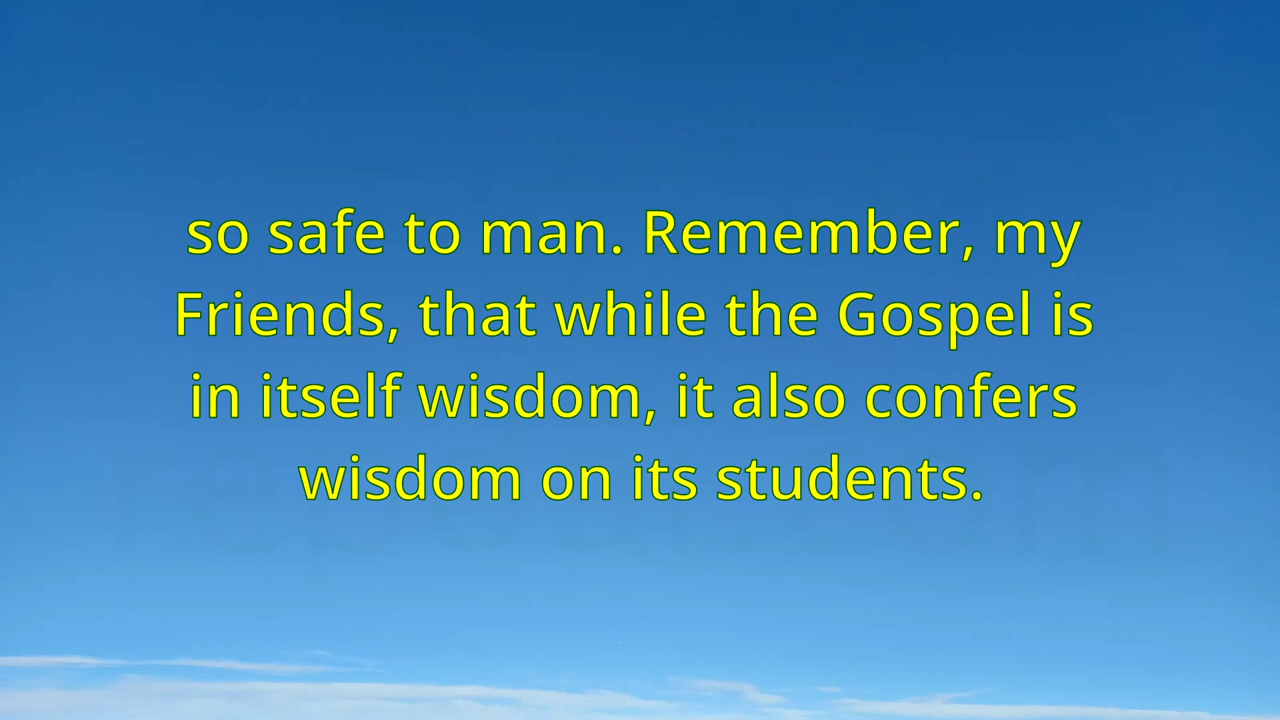 so safe to man. Remember, my
Friends, that while the Gospel is
in itself wisdom, it also confers
wisdom on its students.